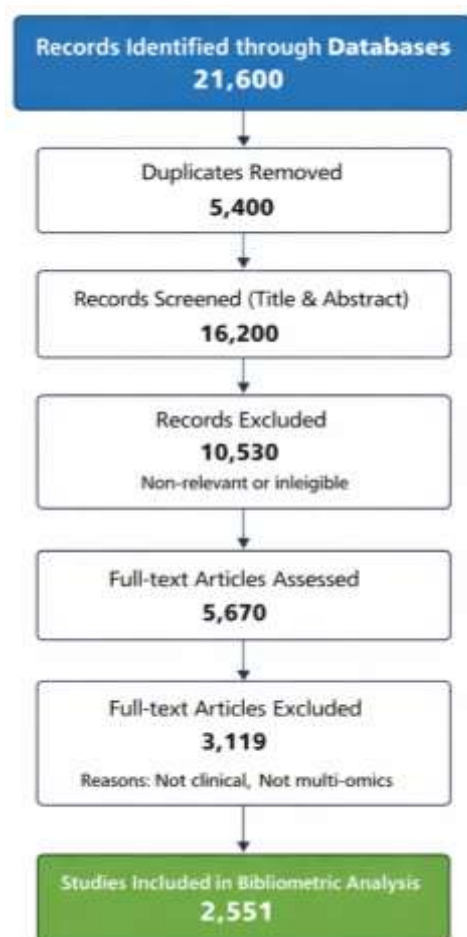 Records Identified through Databases
21,600
Duplicates Removed
5,400
Records Screened (Title & Abstract)
16,200
Records Excluded
10,530
Non-relevant or inleigible
Full-text Articles Assessed
5,670
Full-text Articles Excluded
3,119
Reasons: Not clinical, Not multi-omics
Studies Included in Bibliometric Analysis
2,551